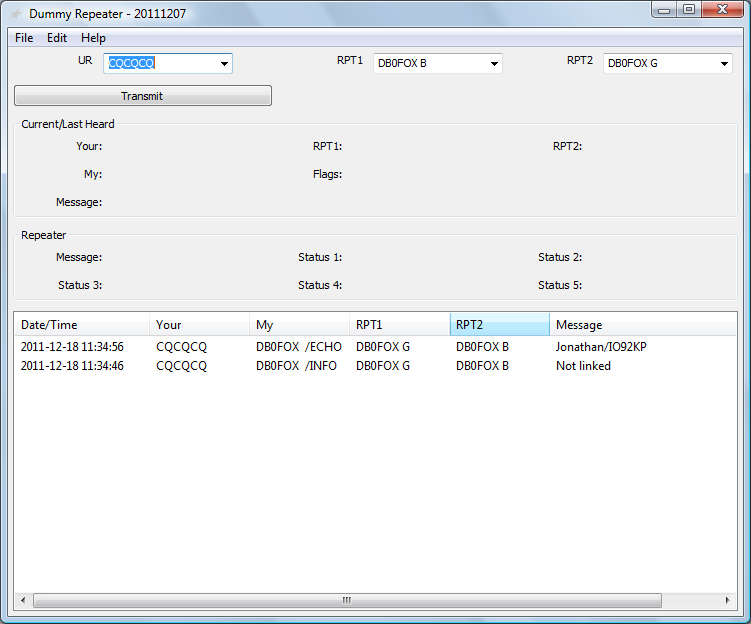 Dummy Repeater - 20111207
File Edit Help
UR CQCQCQ RPT1 DB0FOX B RPT2 DB0FOX G
Transmit
Current/Last Heard
Your: RPT1: RPT2:
My: Flags:
Message:
Repeater
Message: Status 1: Status 2:
Status 3: Status 4: Status 5:
Date/Time Your My RPT1 RPT2 Message
2011-12-18 11:34:56 CQCQCQ DB0FOX /ECHO DB0FOX G DB0FOX B Jonathan/IO92KP
2011-12-18 11:34:46 CQCQCQ DB0FOX /INFO DB0FOX G DB0FOX B Not linked